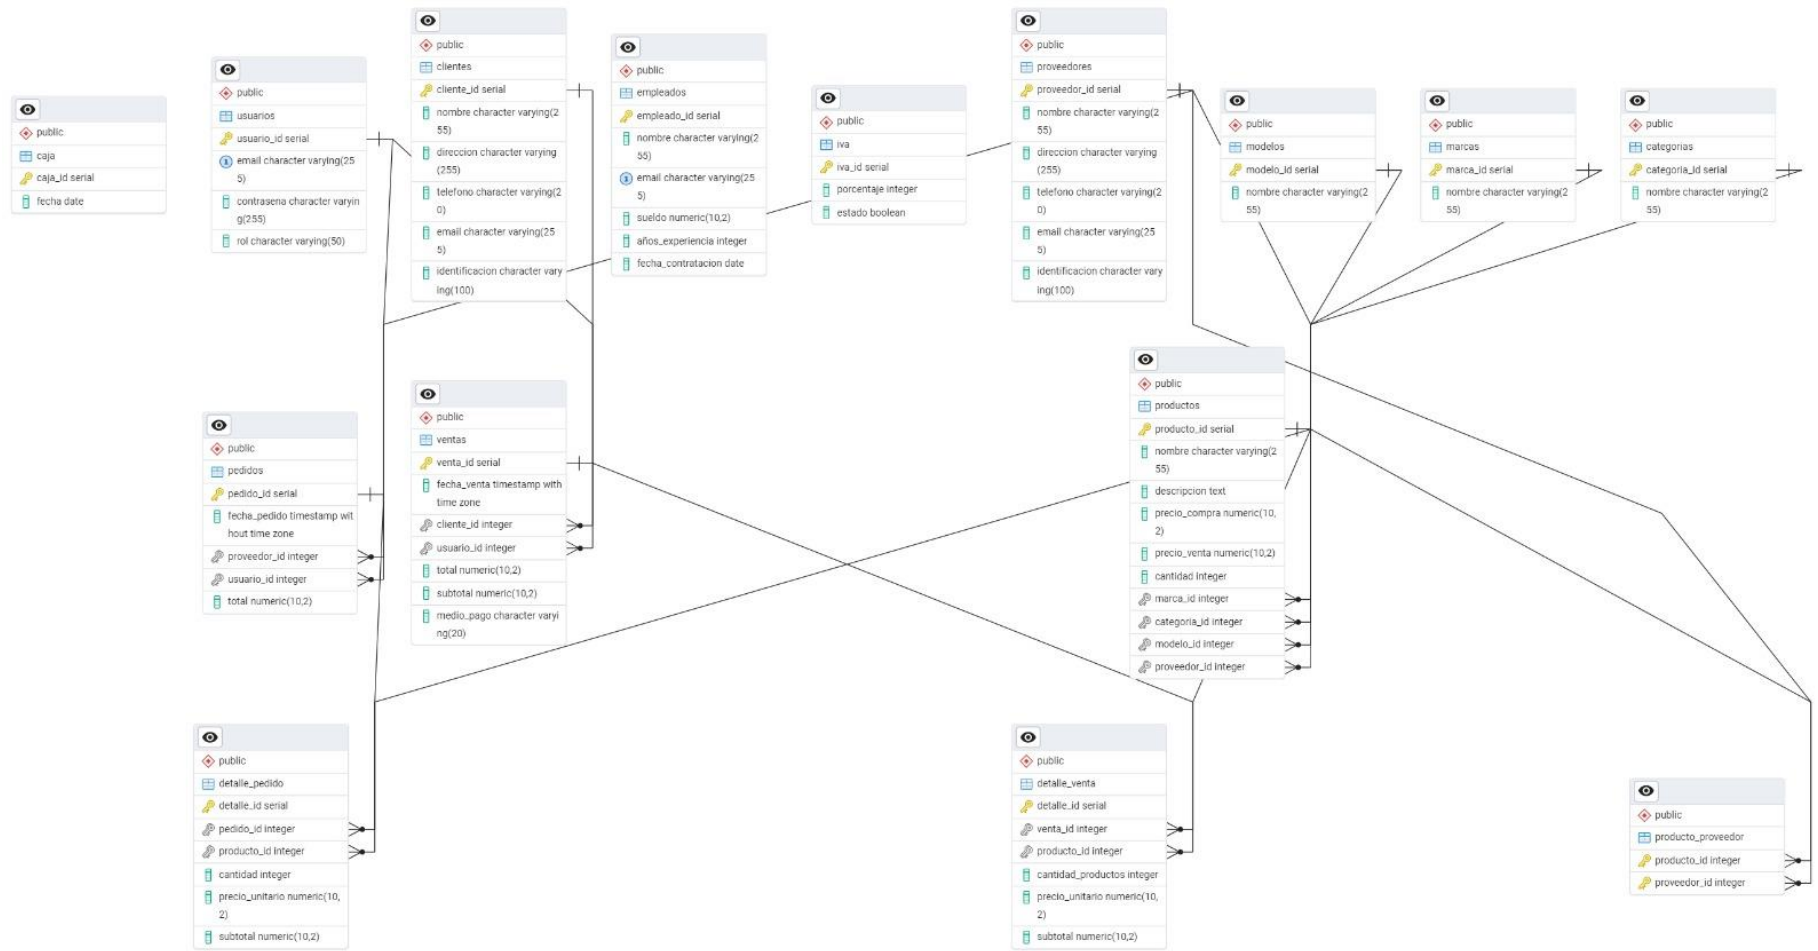 public
caja
caja_id serial
fecha date
public
usuarios
usuario_id serial
email character varying(25
5)
contrasena character varyin
g(255)
rol character varying(50)
public
clientes
cliente_id serial
nombre character varying(2
55)
direccion character varying
(255)
telefono character varying(2
0)
email character varying(25
5)
identificacion character vary
ing(100)
public
empleados
empleado_id serial
nombre character varying(2
55)
email character varying(25
5)
sueldo numeric(10,2)
años_experiencia integer
fecha_contratacion date
public
iva
iva_id serial
porcentaje integer
estado boolean
public
proveedores
proveedor_id serial
nombre character varying(2
55)
direccion character varying
(255)
telefono character varying(2
0)
email character varying(25
5)
identificacion character vary
ing(100)
public
modelos
modelo_id serial
nombre character varying(2
55)
public
marcas
marca_id serial
nombre character varying(2
55)
public
categorias
categoria_id serial
nombre character varying(2
55)
public
pedidos
pedido_id serial
fecha_pedido timestamp wit
hout time zone
proveedor_id integer
usuario_id integer
total numeric(10,2)
public
ventas
venta_id serial
fecha_venta timestamp with
time zone
cliente_id integer
usuario_id integer
total numeric(10,2)
subtotal numeric(10,2)
medio_pago character varyi
ng(20)
public
productos
producto_id serial
nombre character varying(2
55)
descripcion text
precio_compra numeric(10,
2)
precio_venta numeric(10,2)
cantidad integer
marca_id integer
categoria_id integer
modelo_id integer
proveedor_id integer
public
detalle_pedido
detalle_id serial
pedido_id integer
producto_id integer
cantidad integer
precio_unitario numeric(10,
2)
subtotal numeric(10,2)
public
detalle_venta
detalle_id serial
venta_id integer
producto_id integer
cantidad_productos integer
precio_unitario numeric(10,
2)
subtotal numeric(10,2)
public
producto_proveedor
producto_id integer
proveedor_id integer